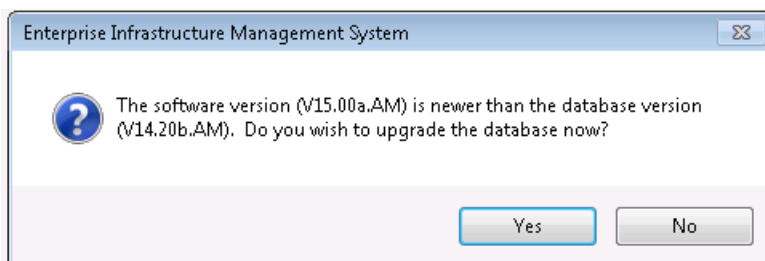 Enterprise Infrastructure Management System
The software version (V15.00a.AM) is newer than the database version
(V14.20b.AM).  Do you wish to upgrade the database now?
Yes
No